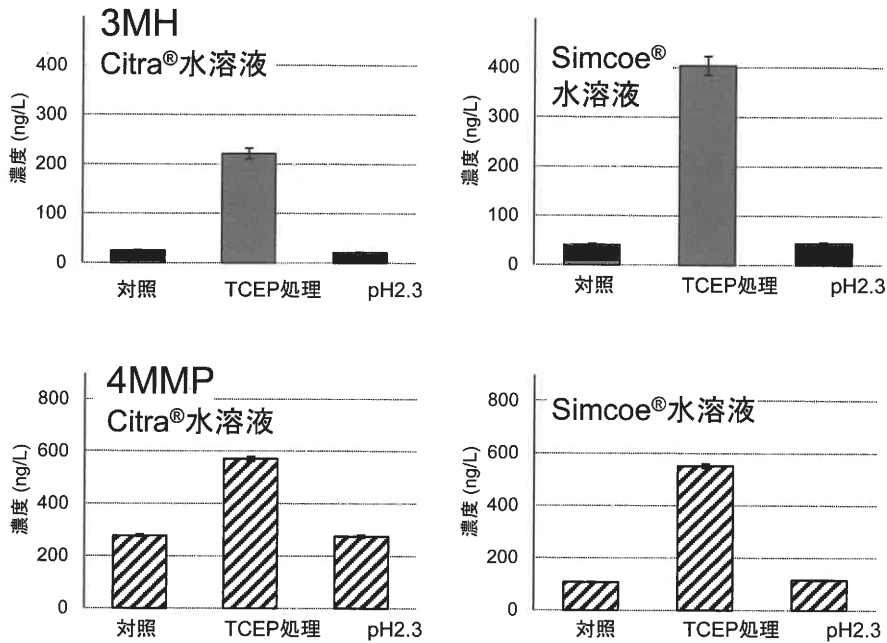 3MH
Citra®水溶液
400
300
200
100
0
濃度 (ng/L)
対照 TCEP処理 pH2.3
Simcoe®
水溶液
400
300
200
100
0
濃度 (ng/L)
対照 TCEP処理 pH2.3
4MMP
Citra®水溶液
800
600
400
200
0
濃度 (ng/L)
対照 TCEP処理 pH2.3
Simcoe®水溶液
800
600
400
200
0
濃度 (ng/L)
対照 TCEP処理 pH2.3